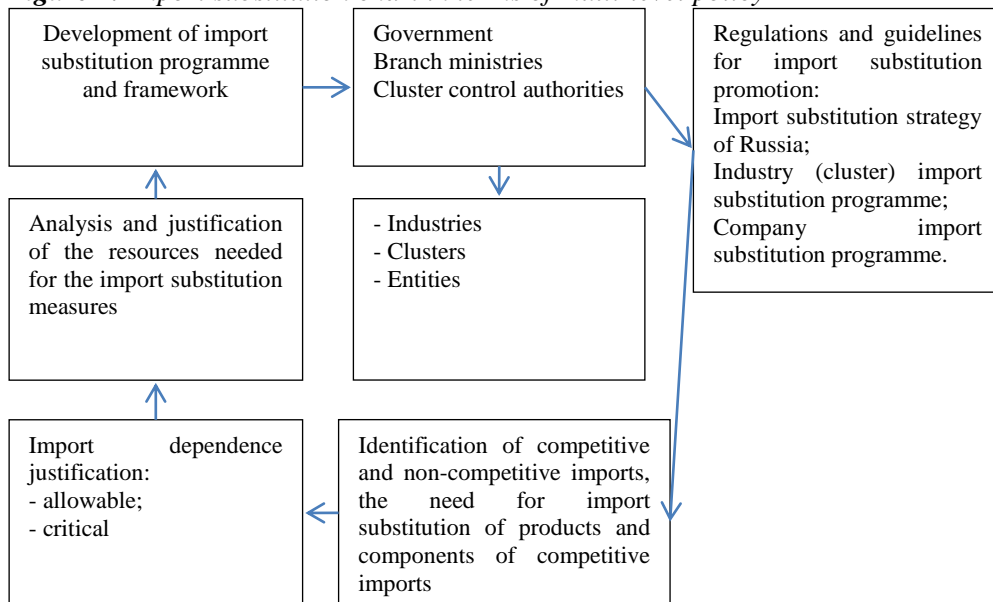 Development of import
substitution programme
and framework
Government
Branch ministries
Cluster control authorities
Regulations and guidelines
for import substitution
promotion:
Import substitution strategy
of Russia;
Industry (cluster) import
substitution programme;
Company import
substitution programme.
Analysis and justification
of the resources needed
for the import substitution
measures
- Industries
- Clusters
- Entities
Import dependence
justification:
- allowable;
- critical
Identification of competitive
and non-competitive imports,
the need for import
substitution of products and
components of competitive
imports